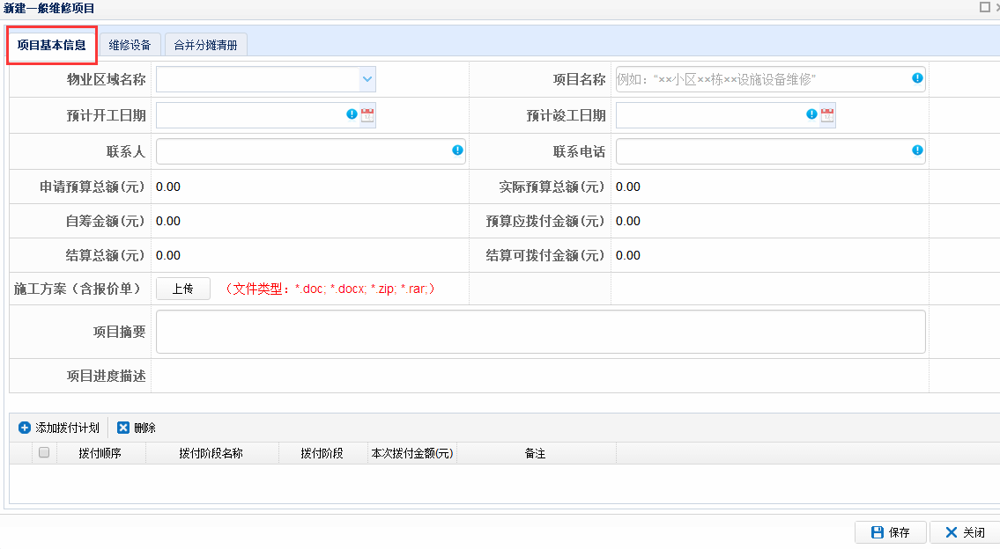 新建一般维修项目
项目基本信息 维修设备 合并分摊清册
物业区域名称 项目名称 例如：“××小区××栋××设施设备维修”
预计开工日期 预计竣工日期
联系人 联系电话
申请预算总额(元) 0.00 实际预算总额(元) 0.00
自筹金额(元) 0.00 预算应拨付金额(元) 0.00
结算总额(元) 0.00 结算可拨付金额(元) 0.00
施工方案（含报价单） 上传 （文件类型：*.doc; *.docx; *.zip; *.rar;）
项目摘要
项目进度描述
添加拨付计划 删除
拨付顺序 拨付阶段名称 拨付阶段 本次拨付金额(元) 备注
保存 关闭